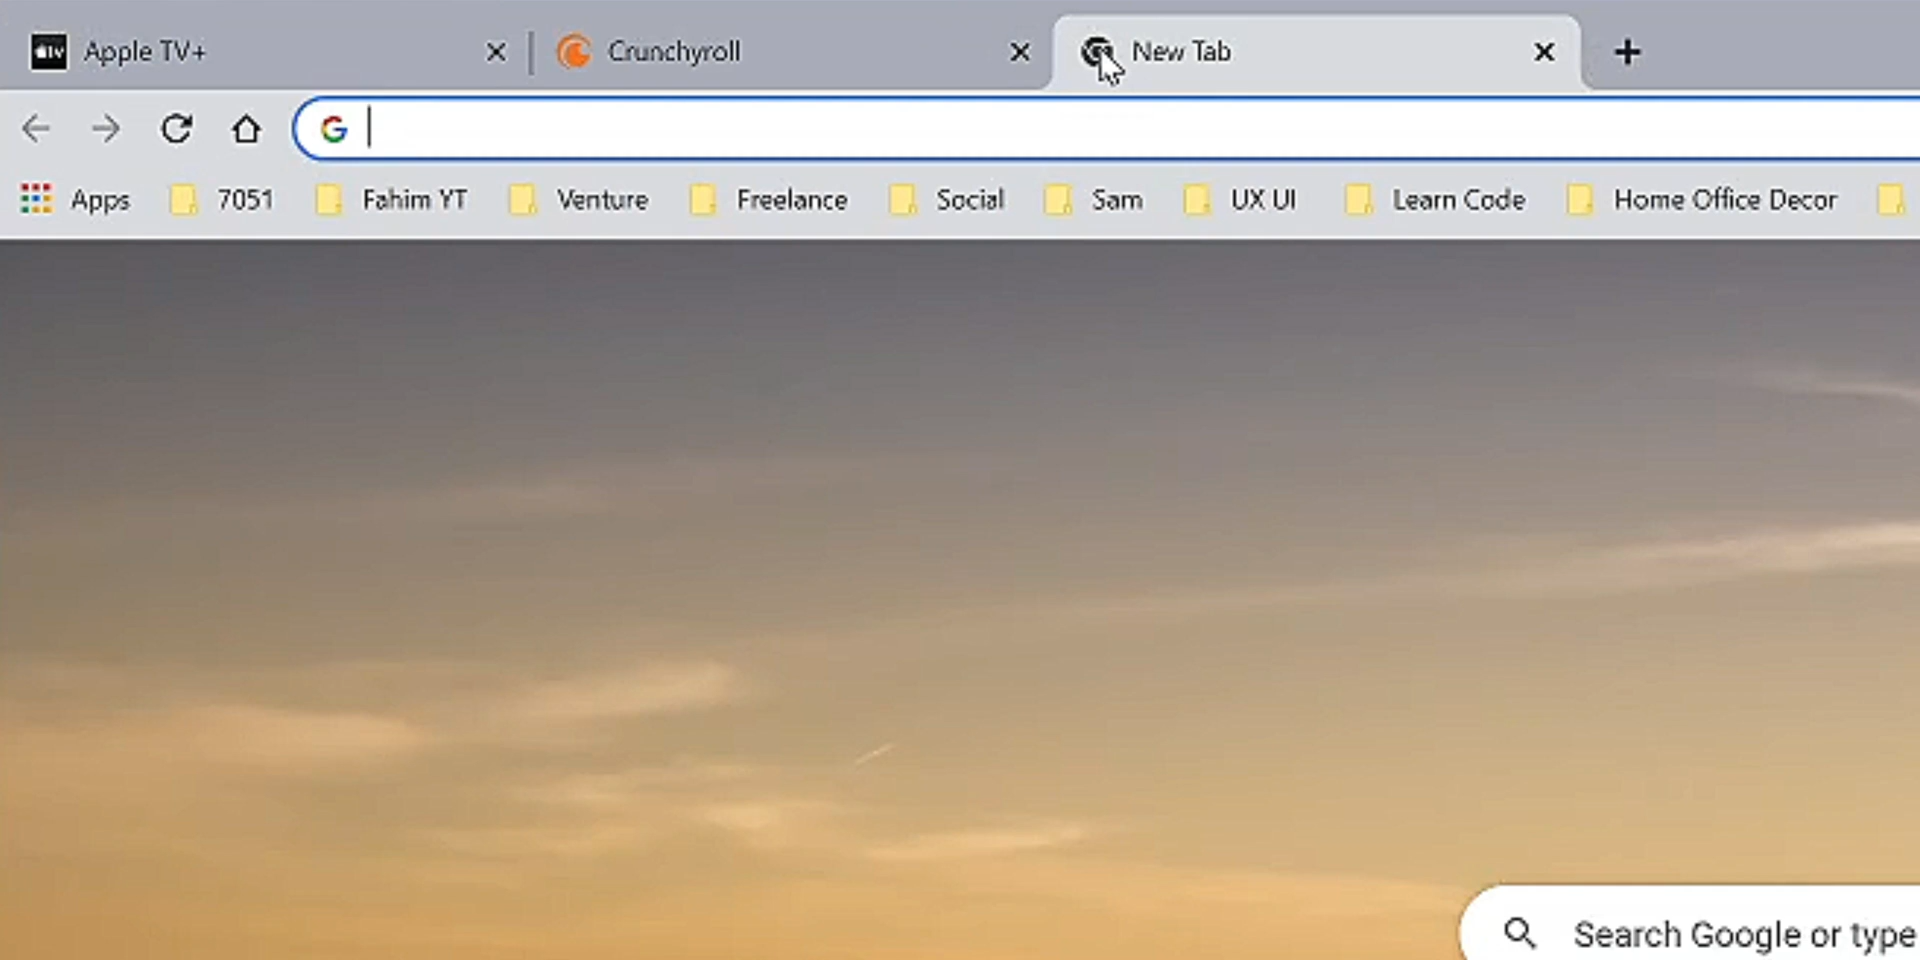 Apple TV+ Crunchyroll New Tab
Apps 7051 Fahim YT Venture Freelance Social Sam UX UI Learn Code Home Office Decor
Search Google or type